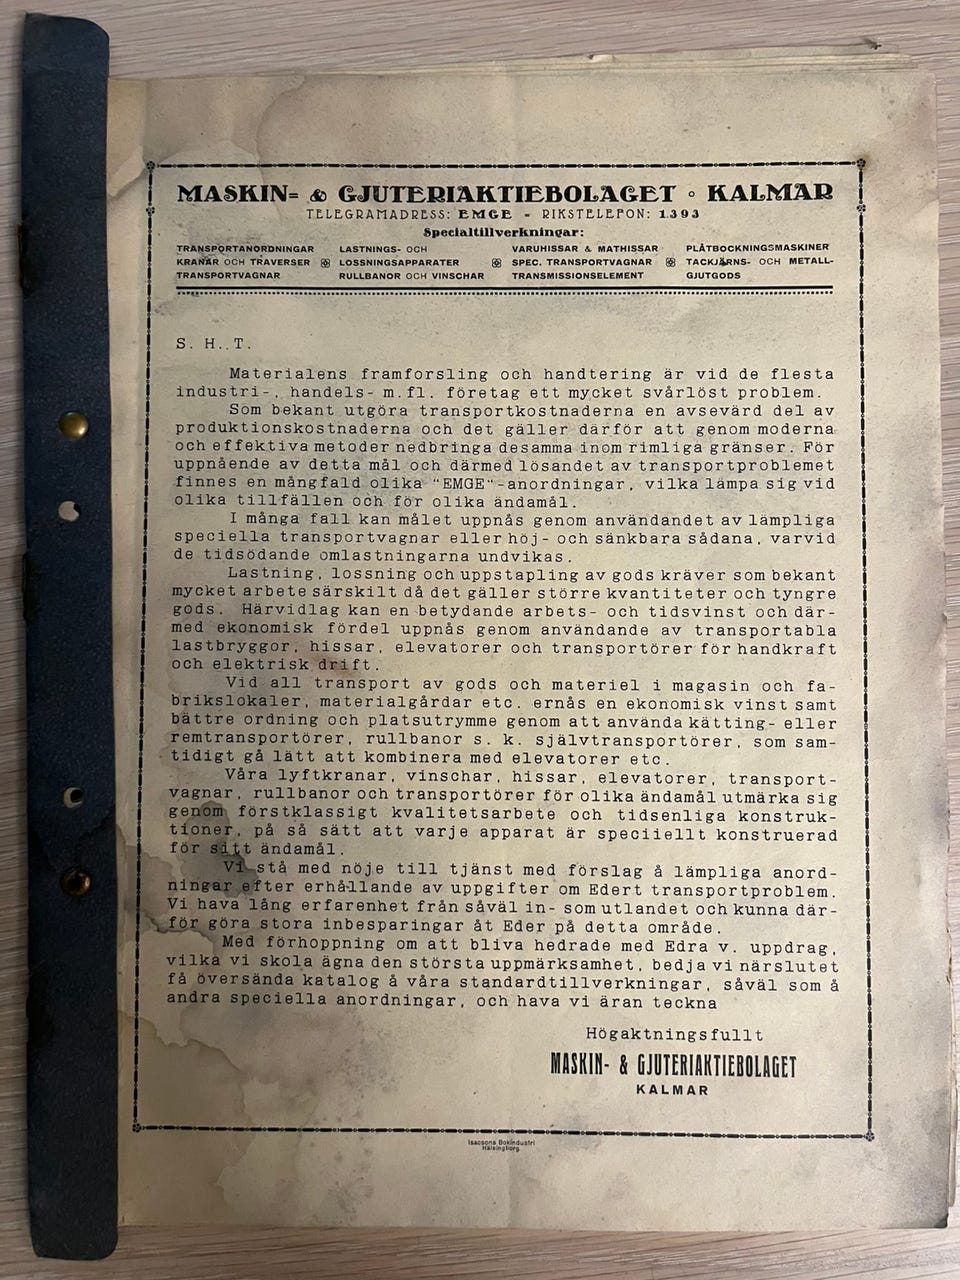 MASKIN= & GJUTERIAKTIEBOLAGET ∘ KALMAR
TELEGRAMADRESS: EMGE - RIKSTELEFON: 1393
Specialtillverkningar:
TRANSPORTANORDNINGAR LASTNINGS- OCH VARUHISSAR & MATHISSAR PLÅTBOCKNINGSMASKINER
KRANAR OCH TRAVERSER LOSSNINGSAPPARATER SPEC. TRANSPORTVAGNAR TACKJÄRNS- OCH METALL-
TRANSPORTVAGNAR RULLBANOR OCH VINSCHAR TRANSMISSIONSELEMENT GJUTGODS
S. H. T.
Materialens framforsling och handtering är vid de flesta
industri-, handels- m.fl. företag ett mycket svårlöst problem.
Som bekant utgöra transportkostnaderna en avsevärd del av
produktionskostnaderna och det gäller därför att genom moderna
och effektiva metoder nedbringa desamma inom rimliga gränser. För
uppnående av detta mål och därmed lösandet av transportproblemet
finnes en mångfald olika "EMGE"-anordningar, vilka lämpa sig vid
olika tillfällen och för olika ändamål.
I många fall kan målet uppnås genom användandet av lämpliga
speciella transportvagnar eller höj- och sänkbara sådana, varvid
de tidsödande omlastningarna undvikas.
Lastning, lossning och uppstapling av gods kräver som bekant
mycket arbete särskilt då det gäller större kvantiteter och tyngre
gods. Härvidlag kan en betydande arbets- och tidsvinst och där-
med ekonomisk fördel uppnås genom användande av transportabla
lastbryggor, hissar, elevatorer och transportörer för handkraft
och elektrisk drift.
Vid all transport av gods och materiel i magasin och fa-
brikslokaler, materialgårdar etc. ernås en ekonomisk vinst samt
bättre ordning och platsutrymme genom att använda kätting- eller
remtransportörer, rullbanor s. k. självtransportörer, som sam-
tidigt gå lätt att kombinera med elevatorer etc.
Våra lyftkranar, vinschar, hissar, elevatorer, transport-
vagnar, rullbanor och transportörer för olika ändamål utmärka sig
genom förstklassigt kvalitetsarbete och tidsenliga konstruk-
tioner, på så sätt att varje apparat är speciiellt konstruerad
för sitt ändamål.
Vi stå med nöje till tjänst med förslag å lämpliga anord-
ningar efter erhållande av uppgifter om Edert transportproblem.
Vi hava lång erfarenhet från såväl in- som utlandet och kunna där-
för göra stora inbesparingar åt Eder på detta område.
Med förhoppning om att bliva hedrade med Edra v. uppdrag,
vilka vi skola ägna den största uppmärksamhet, bedja vi närslutet
få översända katalog å våra standardtillverkningar, såväl som å
andra speciella anordningar, och hava vi äran teckna
Högaktningsfullt
MASKIN- & GJUTERIAKTIEBOLAGET
KALMAR
Isacsons Bokindustri
Hälsingborg